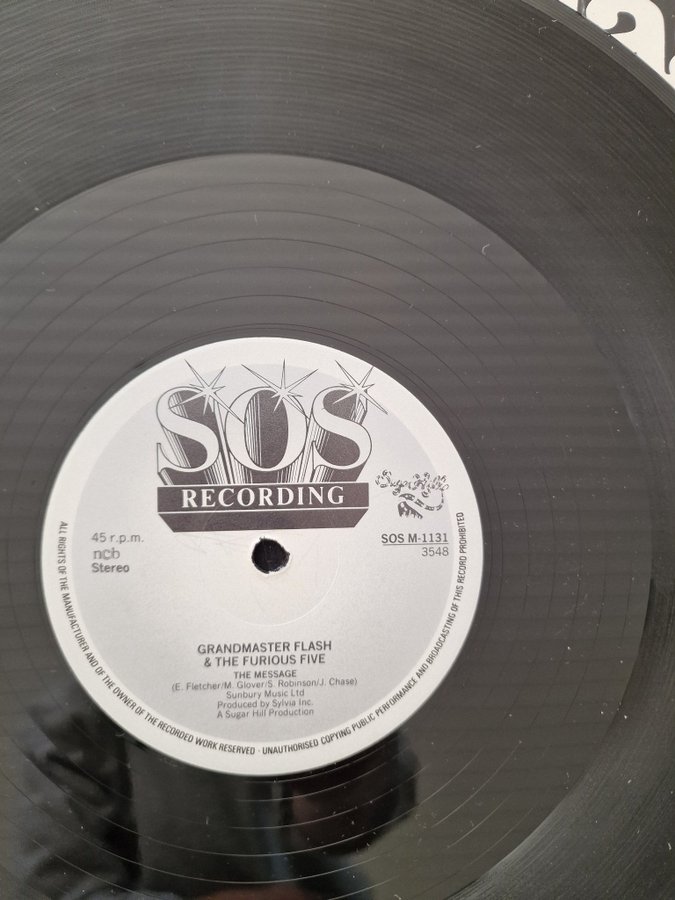 SOS
RECORDING
45 r.p.m.
ncb
Stereo
SOS M-1131
3548
GRANDMASTER FLASH
& THE FURIOUS FIVE
THE MESSAGE
(E. Fletcher/M. Glover/S. Robinson/J. Chase)
Sunbury Music Ltd
Produced by Sylvia Inc.
A Sugar Hill Production
ALL RIGHTS OF THE MANUFACTURER AND OF THE OWNER OF THE RECORDED WORK RESERVED · UNAUTHORISED COPYING PUBLIC PERFORMANCE AND BROADCASTING OF THIS RECORD PROHIBITED